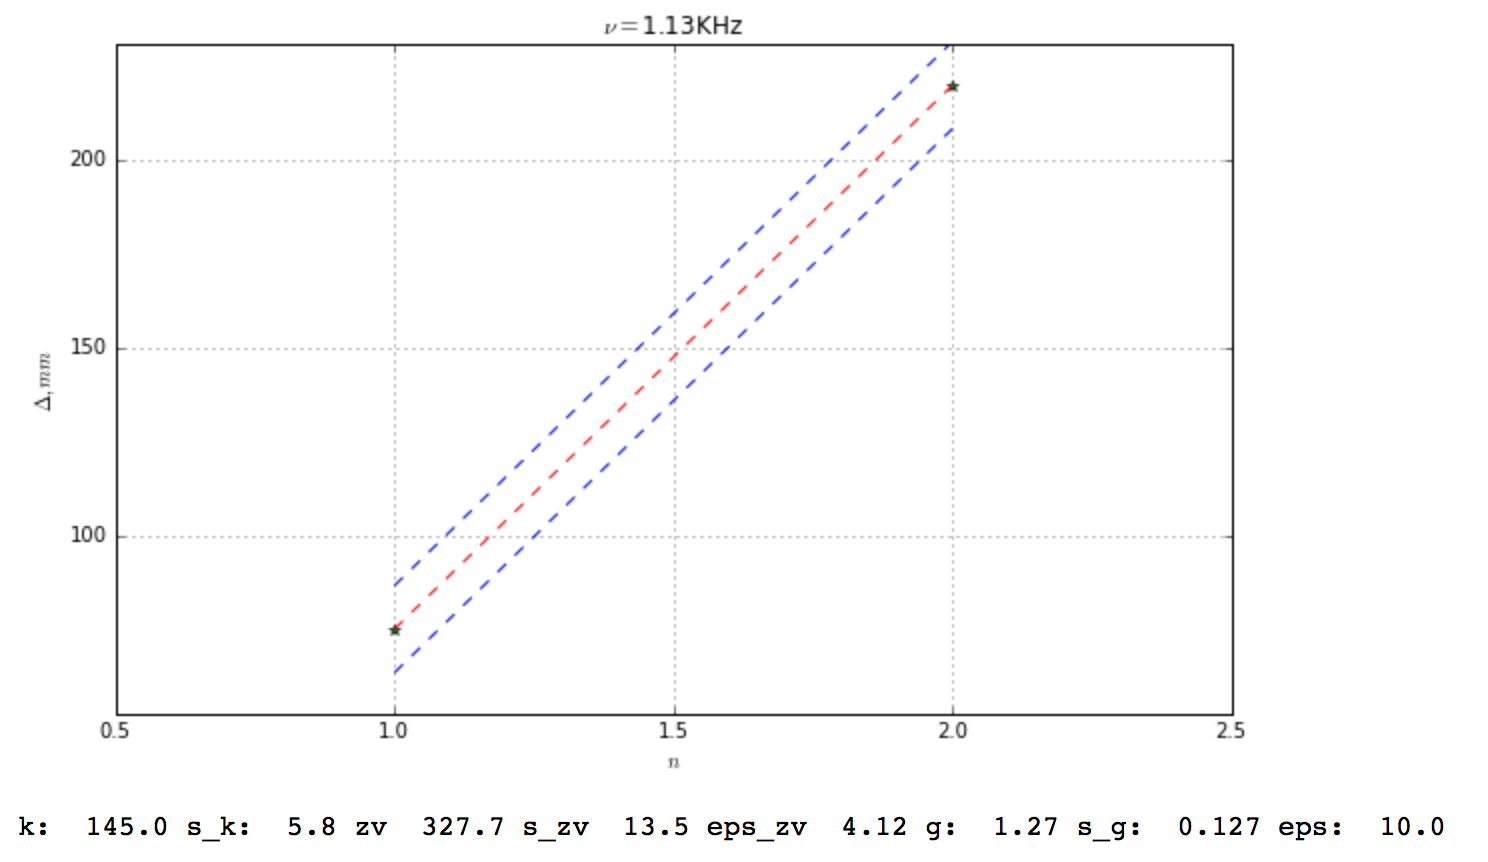 ν=1.13KHz
200
150
100
Δ,mm
0.5 1.0 1.5 2.0 2.5
n
k: 145.0 s_k: 5.8 zv 327.7 s_zv 13.5 eps_zv 4.12 g: 1.27 s_g: 0.127 eps: 10.0